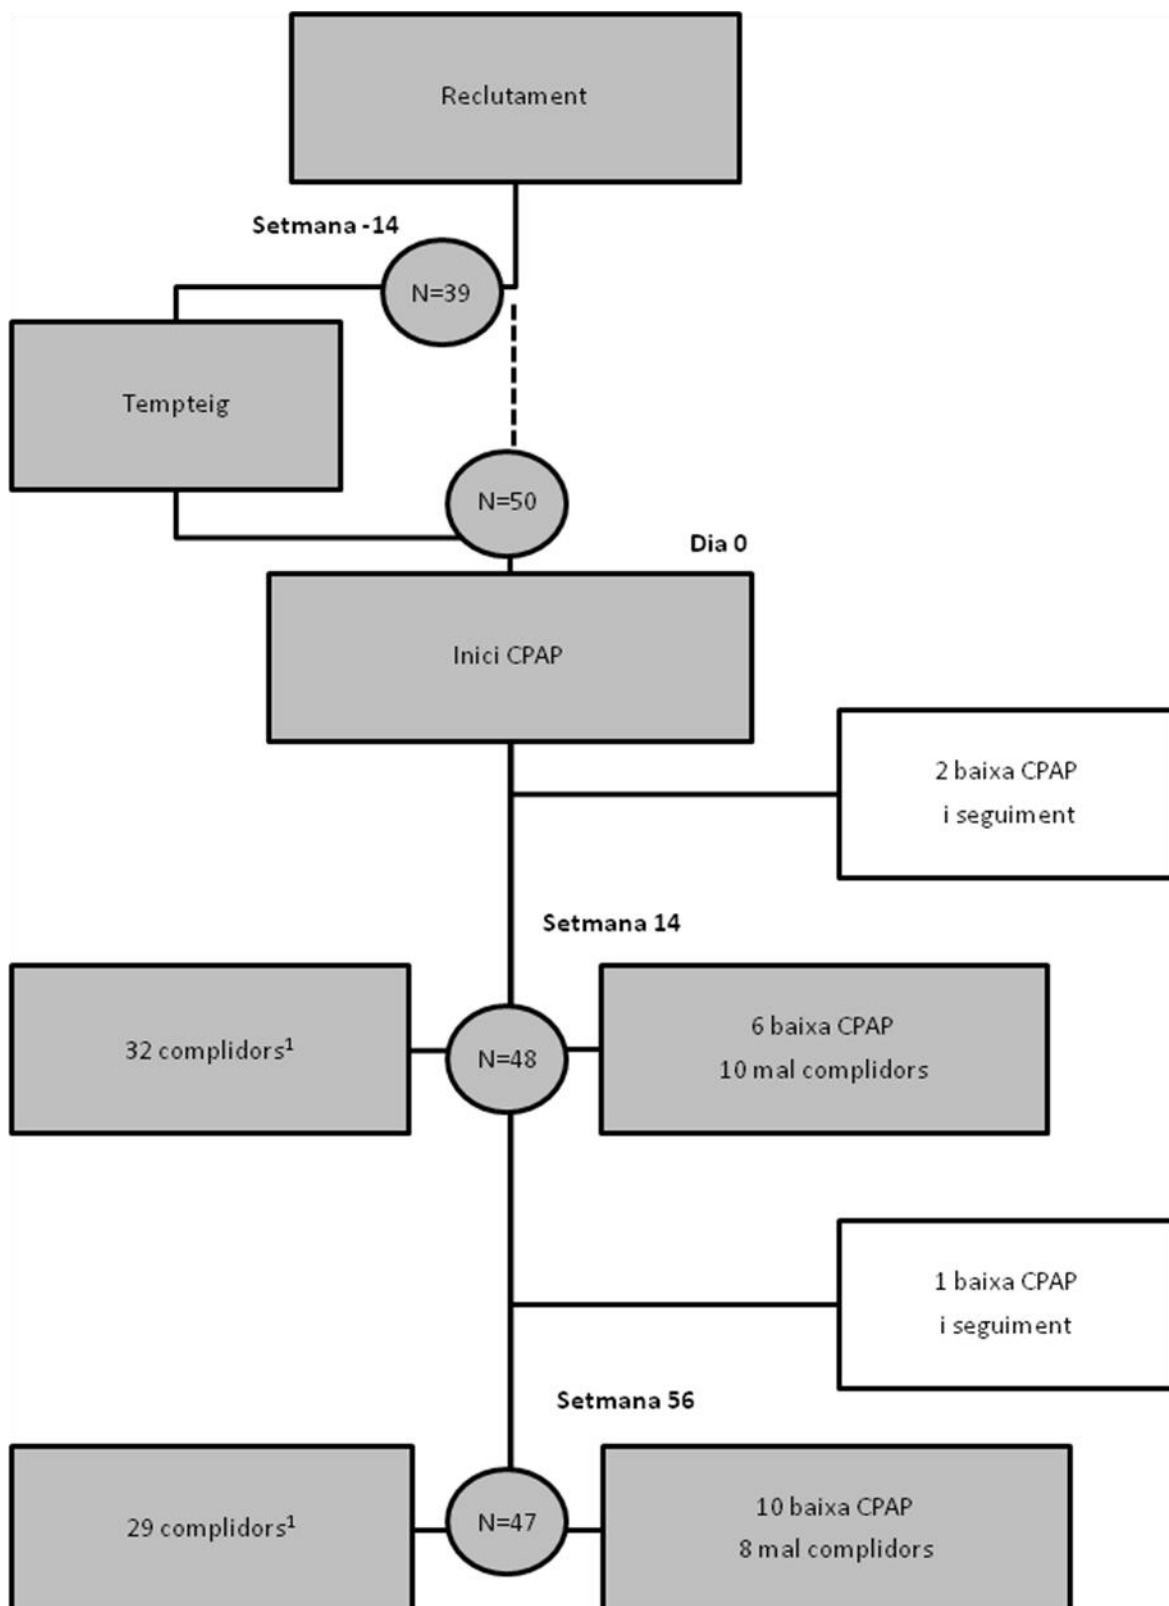 Reclutament
Setmana -14
N=39
Tempteig
N=50
Dia 0
Inici CPAP
2 baixa CPAP
i seguiment
Setmana 14
32 complidors¹
N=48
6 baixa CPAP
10 mal complidors
1 baixa CPAP
i seguiment
Setmana 56
29 complidors¹
N=47
10 baixa CPAP
8 mal complidors